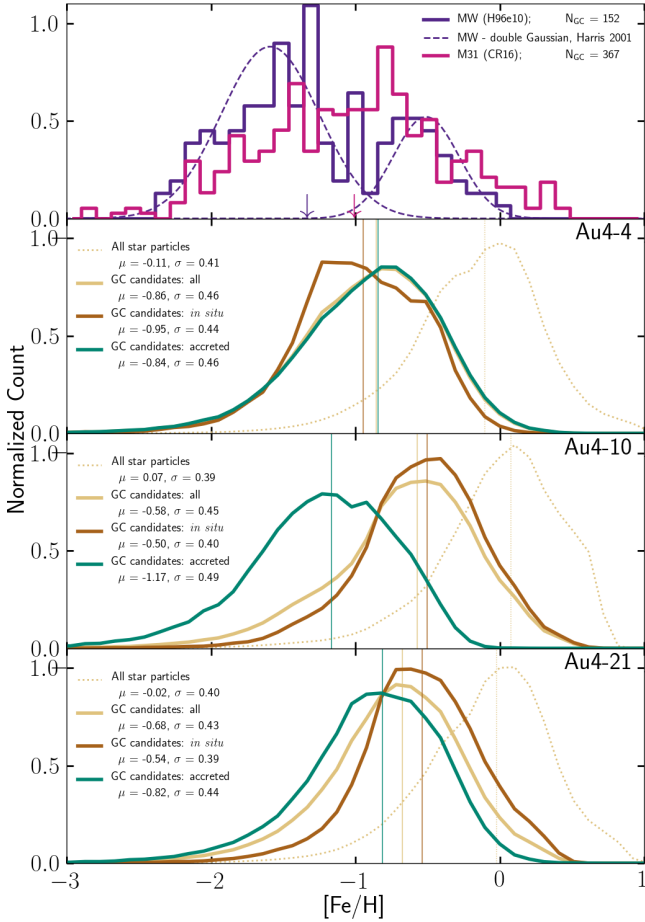 MW (H96e10); N_GC = 152
MW - double Gaussian, Harris 2001
M31 (CR16); N_GC = 367
1.0
0.5
0.0
Au4-4
1.0
All star particles
μ = -0.11, σ = 0.41
GC candidates: all
μ = -0.86, σ = 0.46
GC candidates: in situ
μ = -0.95, σ = 0.44
GC candidates: accreted
μ = -0.84, σ = 0.46
0.5
0.0
Normalized Count
Au4-10
1.0
All star particles
μ = 0.07, σ = 0.39
GC candidates: all
μ = -0.58, σ = 0.45
GC candidates: in situ
μ = -0.50, σ = 0.40
GC candidates: accreted
μ = -1.17, σ = 0.49
0.5
0.0
Au4-21
1.0
All star particles
μ = -0.02, σ = 0.40
GC candidates: all
μ = -0.68, σ = 0.43
GC candidates: in situ
μ = -0.54, σ = 0.39
GC candidates: accreted
μ = -0.82, σ = 0.44
0.5
0.0
−3 −2 −1 0 1
[Fe/H]